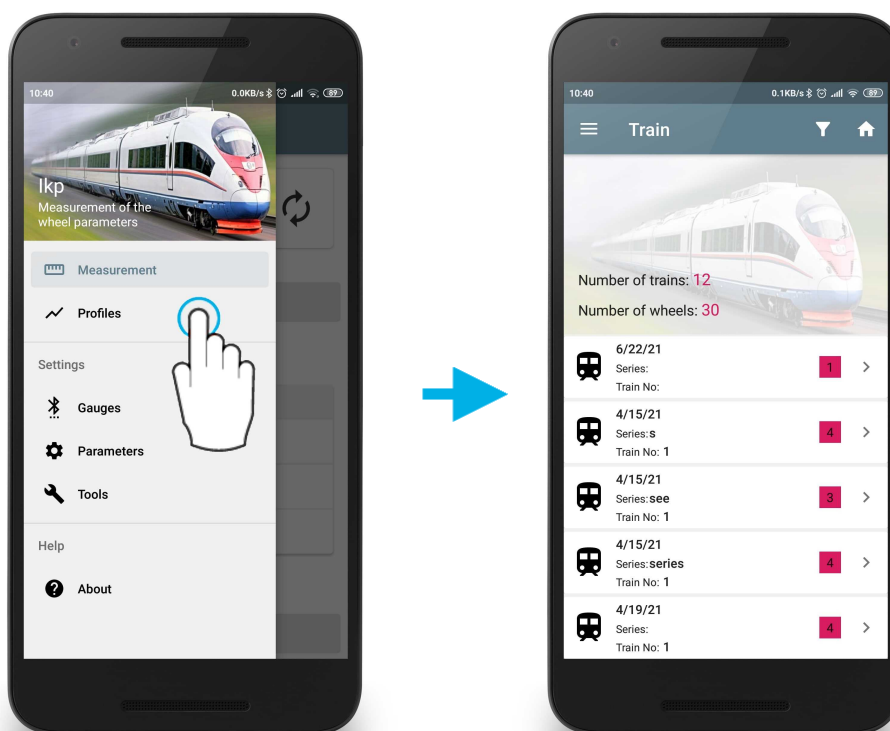 10:40
0.0KB/s
89
Ikp
Measurement of the
wheel parameters
Measurement
Profiles
Settings
Gauges
Parameters
Tools
Help
About
10:40
0.1KB/s
89
Train
Number of trains: 12
Number of wheels: 30
6/22/21
Series:
1
Train No:
4/15/21
Series:s
4
Train No: 1
4/15/21
Series:see
3
Train No: 1
4/15/21
Series:series
4
Train No: 1
4/19/21
Series:
4
Train No: 1